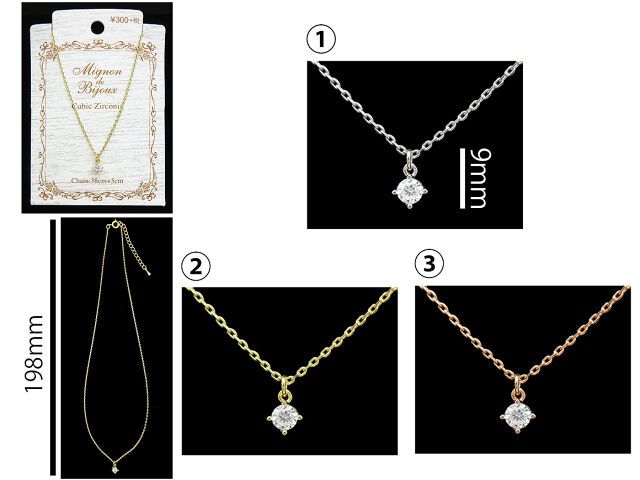 ¥300+税
Mignon
de
Bijoux
Cubic Zirconia
Chain:38cm+5cm
198mm
①
9mm
②
③